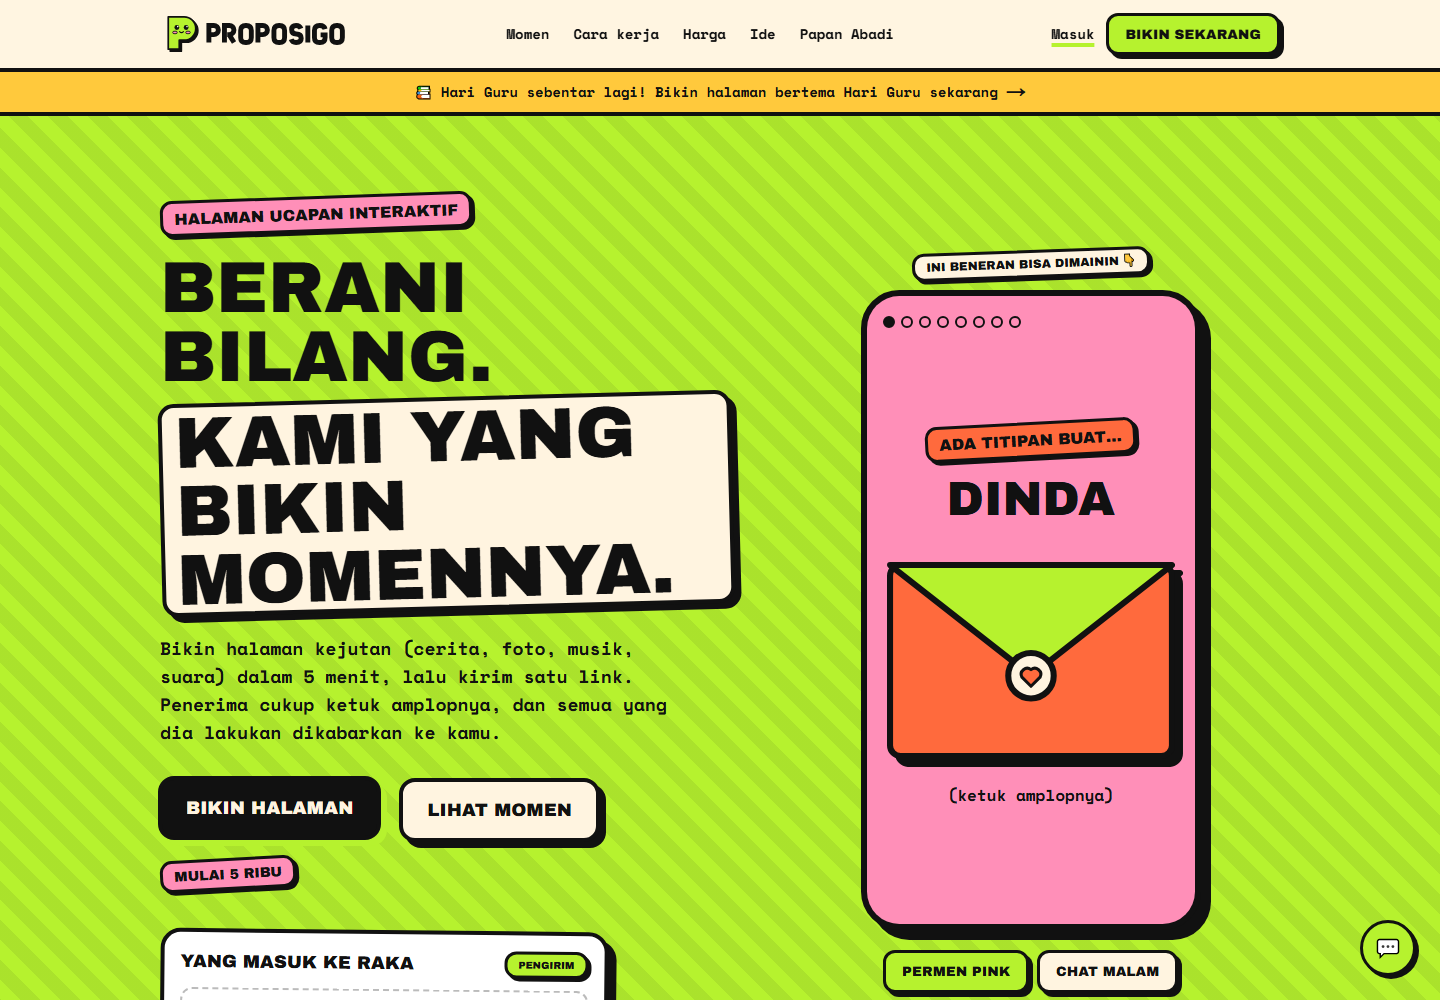 PROPOSIGO
Momen Cara kerja Harga Ide Papan Abadi
Masuk BIKIN SEKARANG
Hari Guru sebentar lagi! Bikin halaman bertema Hari Guru sekarang →
HALAMAN UCAPAN INTERAKTIF
BERANI
BILANG.
KAMI YANG
BIKIN
MOMENNYA.
Bikin halaman kejutan (cerita, foto, musik,
suara) dalam 5 menit, lalu kirim satu link.
Penerima cukup ketuk amplopnya, dan semua yang
dia lakukan dikabarkan ke kamu.
BIKIN HALAMAN LIHAT MOMEN
MULAI 5 RIBU
YANG MASUK KE RAKA PENGIRIM
INI BENERAN BISA DIMAININ
ADA TITIPAN BUAT...
DINDA
(ketuk amplopnya)
PERMEN PINK CHAT MALAM